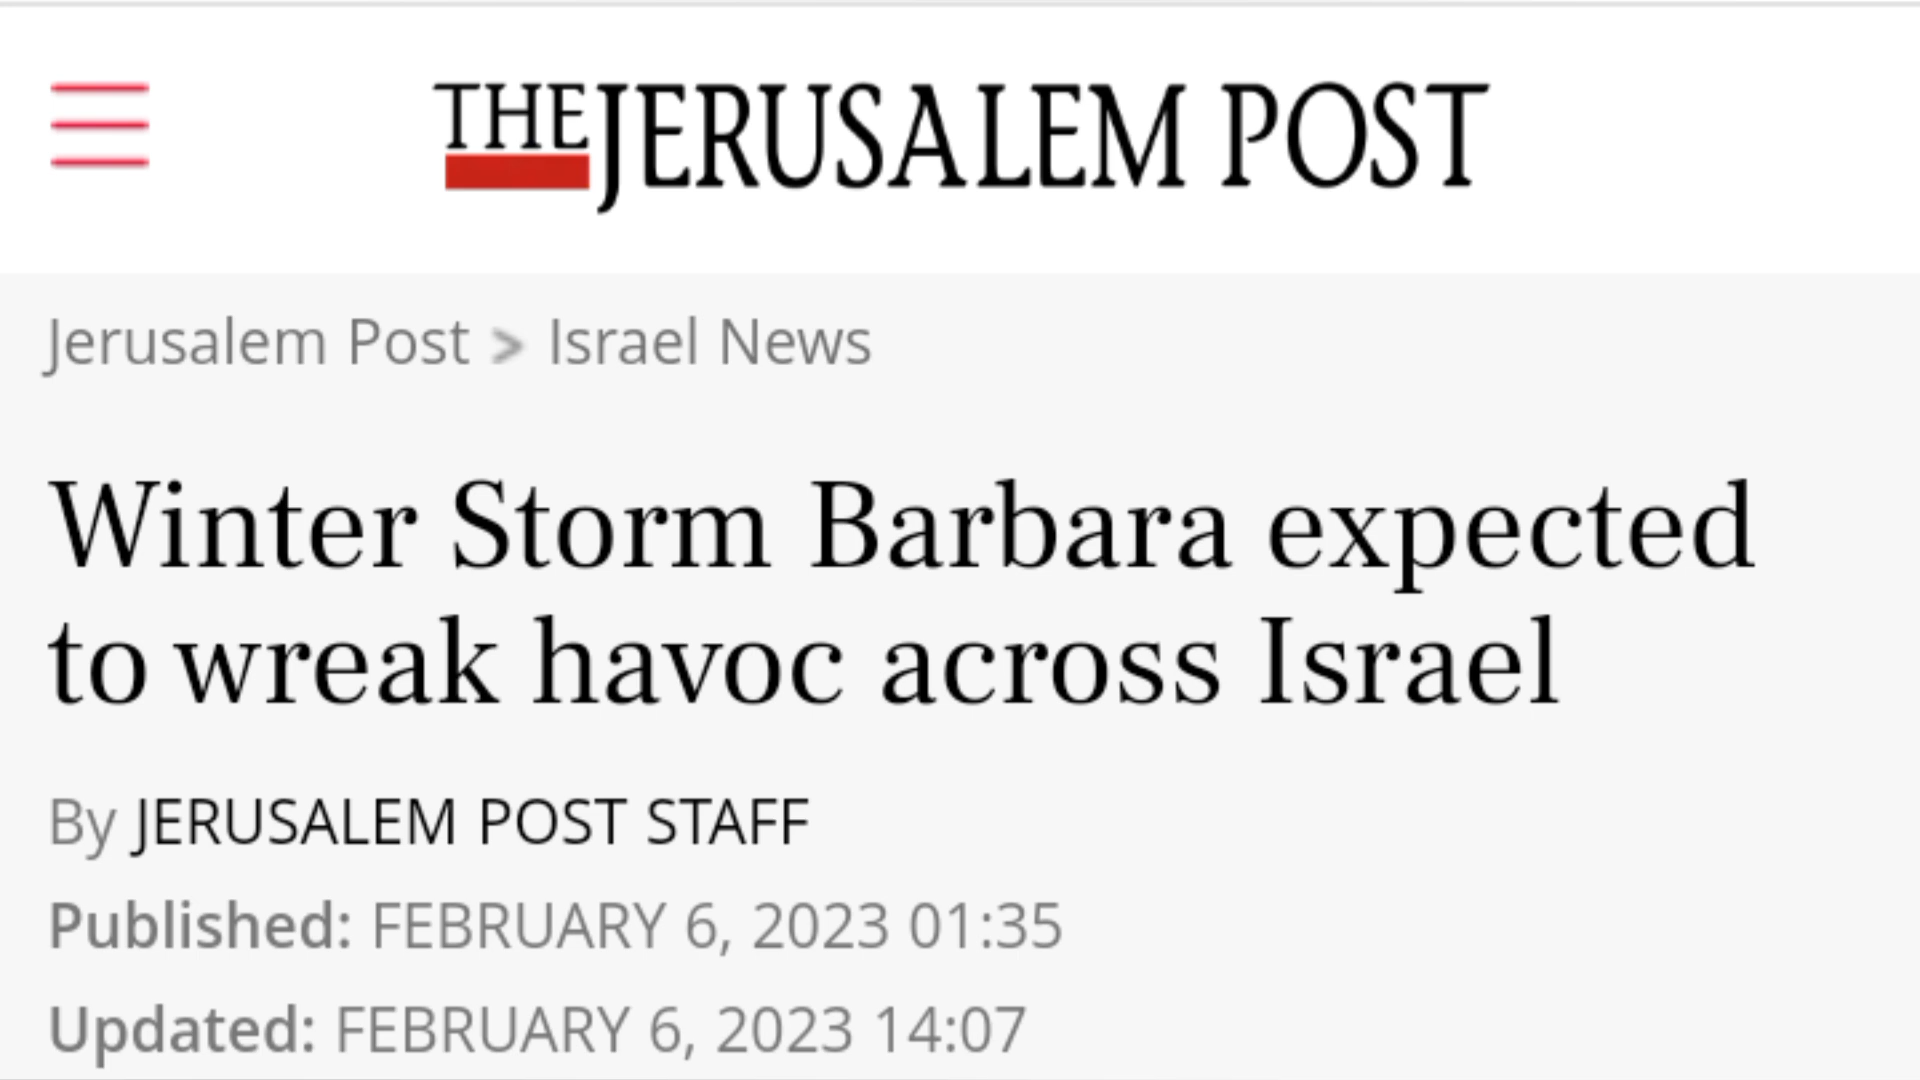 THE JERUSALEM POST
Jerusalem Post > Israel News
Winter Storm Barbara expected
to wreak havoc across Israel
By JERUSALEM POST STAFF
Published: FEBRUARY 6, 2023 01:35
Updated: FEBRUARY 6, 2023 14:07